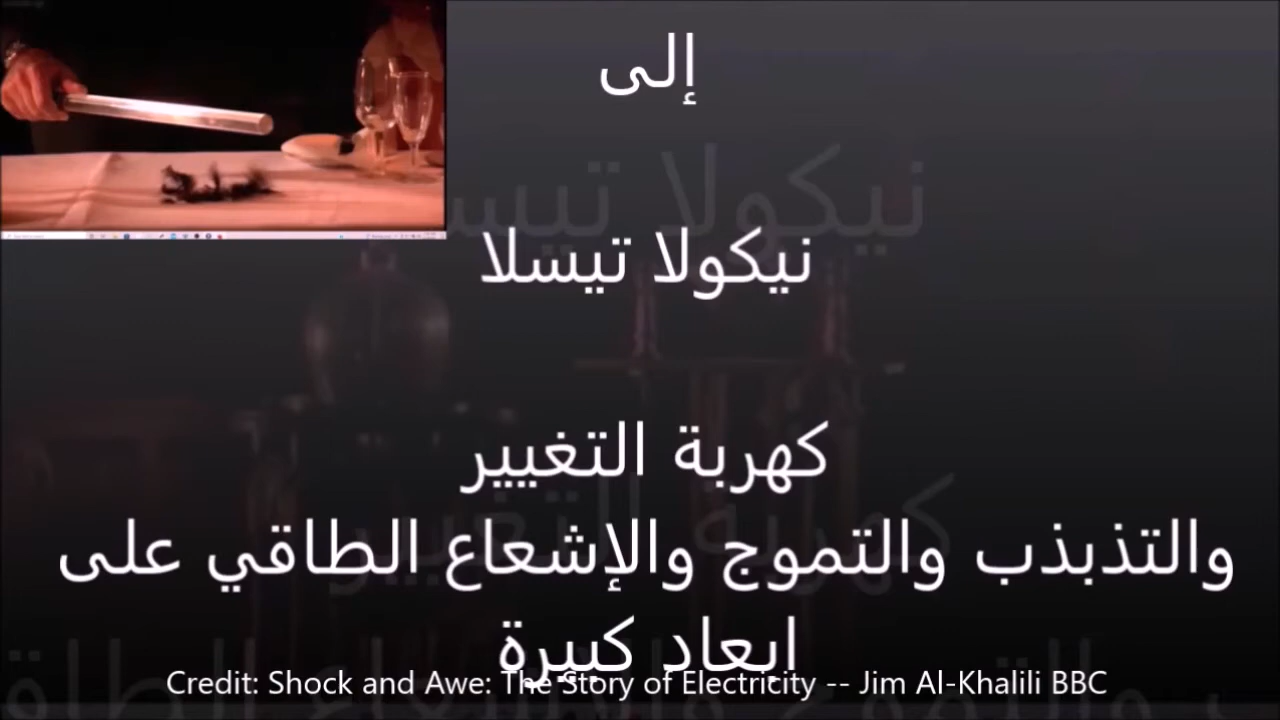 إلى
نيكولا تيسلا
كهربة التغيير
والتذبذب والتموج والإشعاع الطاقي على
ابعاد كبيرة
Credit: Shock and Awe: The Story of Electricity -- Jim Al-Khalili BBC